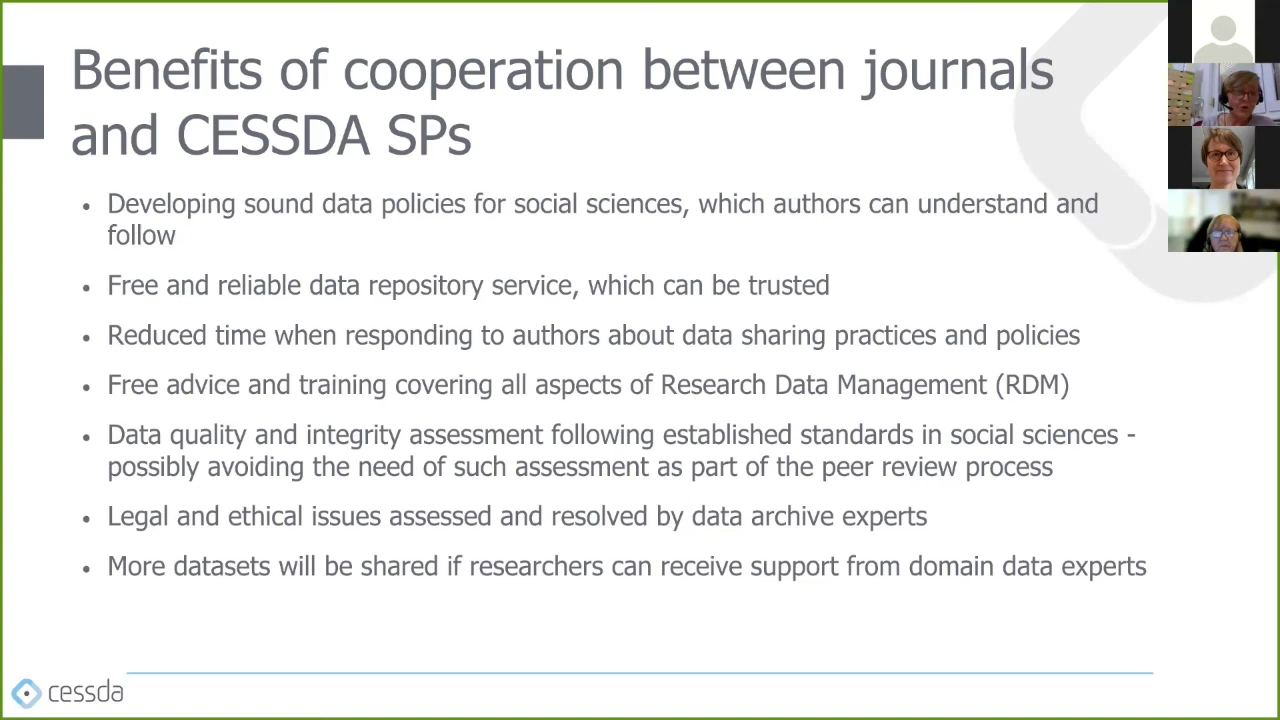 Benefits of cooperation between journals
and CESSDA SPs
• Developing sound data policies for social sciences, which authors can understand and
follow
• Free and reliable data repository service, which can be trusted
• Reduced time when responding to authors about data sharing practices and policies
• Free advice and training covering all aspects of Research Data Management (RDM)
• Data quality and integrity assessment following established standards in social sciences -
possibly avoiding the need of such assessment as part of the peer review process
• Legal and ethical issues assessed and resolved by data archive experts
• More datasets will be shared if researchers can receive support from domain data experts
cessda